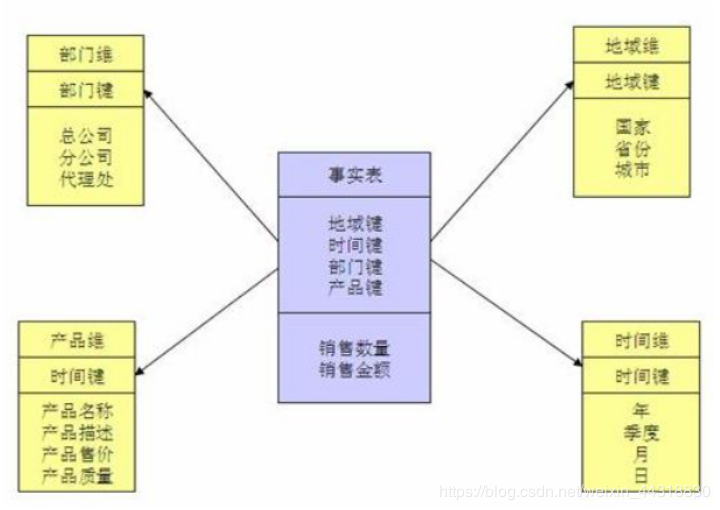 部门维
部门键
总公司
分公司
代理处
地域维
地域键
国家
省份
城市
事实表
地域键
时间键
部门键
产品键
销售数量
销售金额
产品维
时间键
产品名称
产品描述
产品售价
产品质量
时间维
时间键
年
季度
月
日
https://blog.csdn.net/weixin_44318830